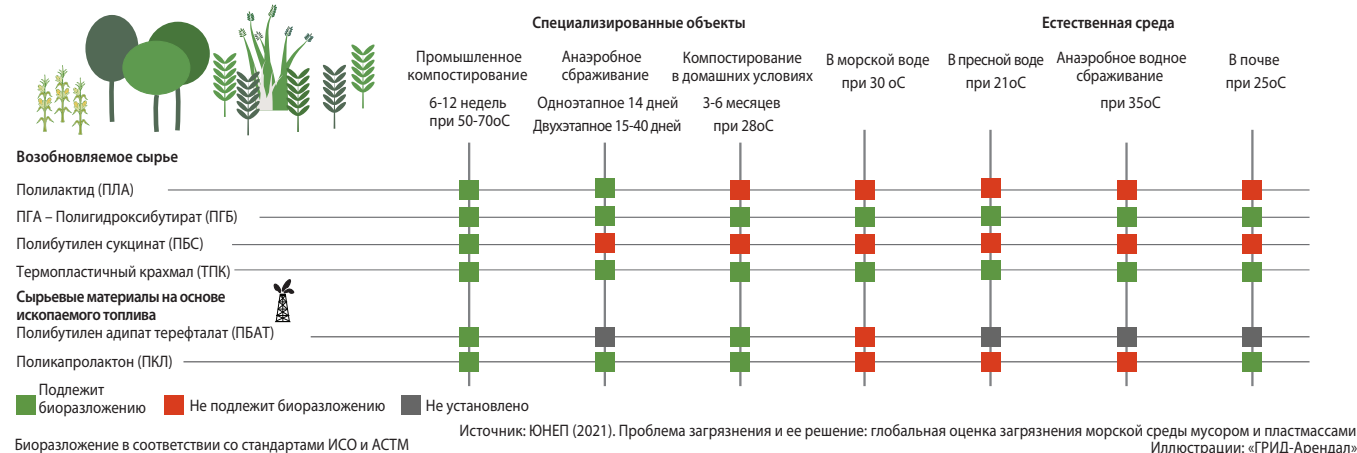 Специализированные объекты
Естественная среда
Промышленное
компостирование
6-12 недель
при 50-70оС
Анаэробное
сбраживание
Одноэтапное 14 дней
Двухэтапное 15-40 дней
Компостирование
в домашних условиях
3-6 месяцев
при 28оС
В морской воде
при 30 оС
В пресной воде
при 21оС
Анаэробное водное
сбраживание
при 35оС
В почве
при 25оС
Возобновляемое сырье
Полилактид (ПЛА)
ПГА – Полигидроксибутират (ПГБ)
Полибутилен сукцинат (ПБС)
Термопластичный крахмал (ТПК)
Сырьевые материалы на основе
ископаемого топлива
Полибутилен адипат терефталат (ПБАТ)
Поликапролактон (ПКЛ)
Подлежит
биоразложению
Не подлежит биоразложению
Не установлено
Биоразложение в соответствии со стандартами ИСО и АСТМ
Источник: ЮНЕП (2021). Проблема загрязнения и ее решение: глобальная оценка загрязнения морской среды мусором и пластмассами
Иллюстрации: «ГРИД-Арендал»